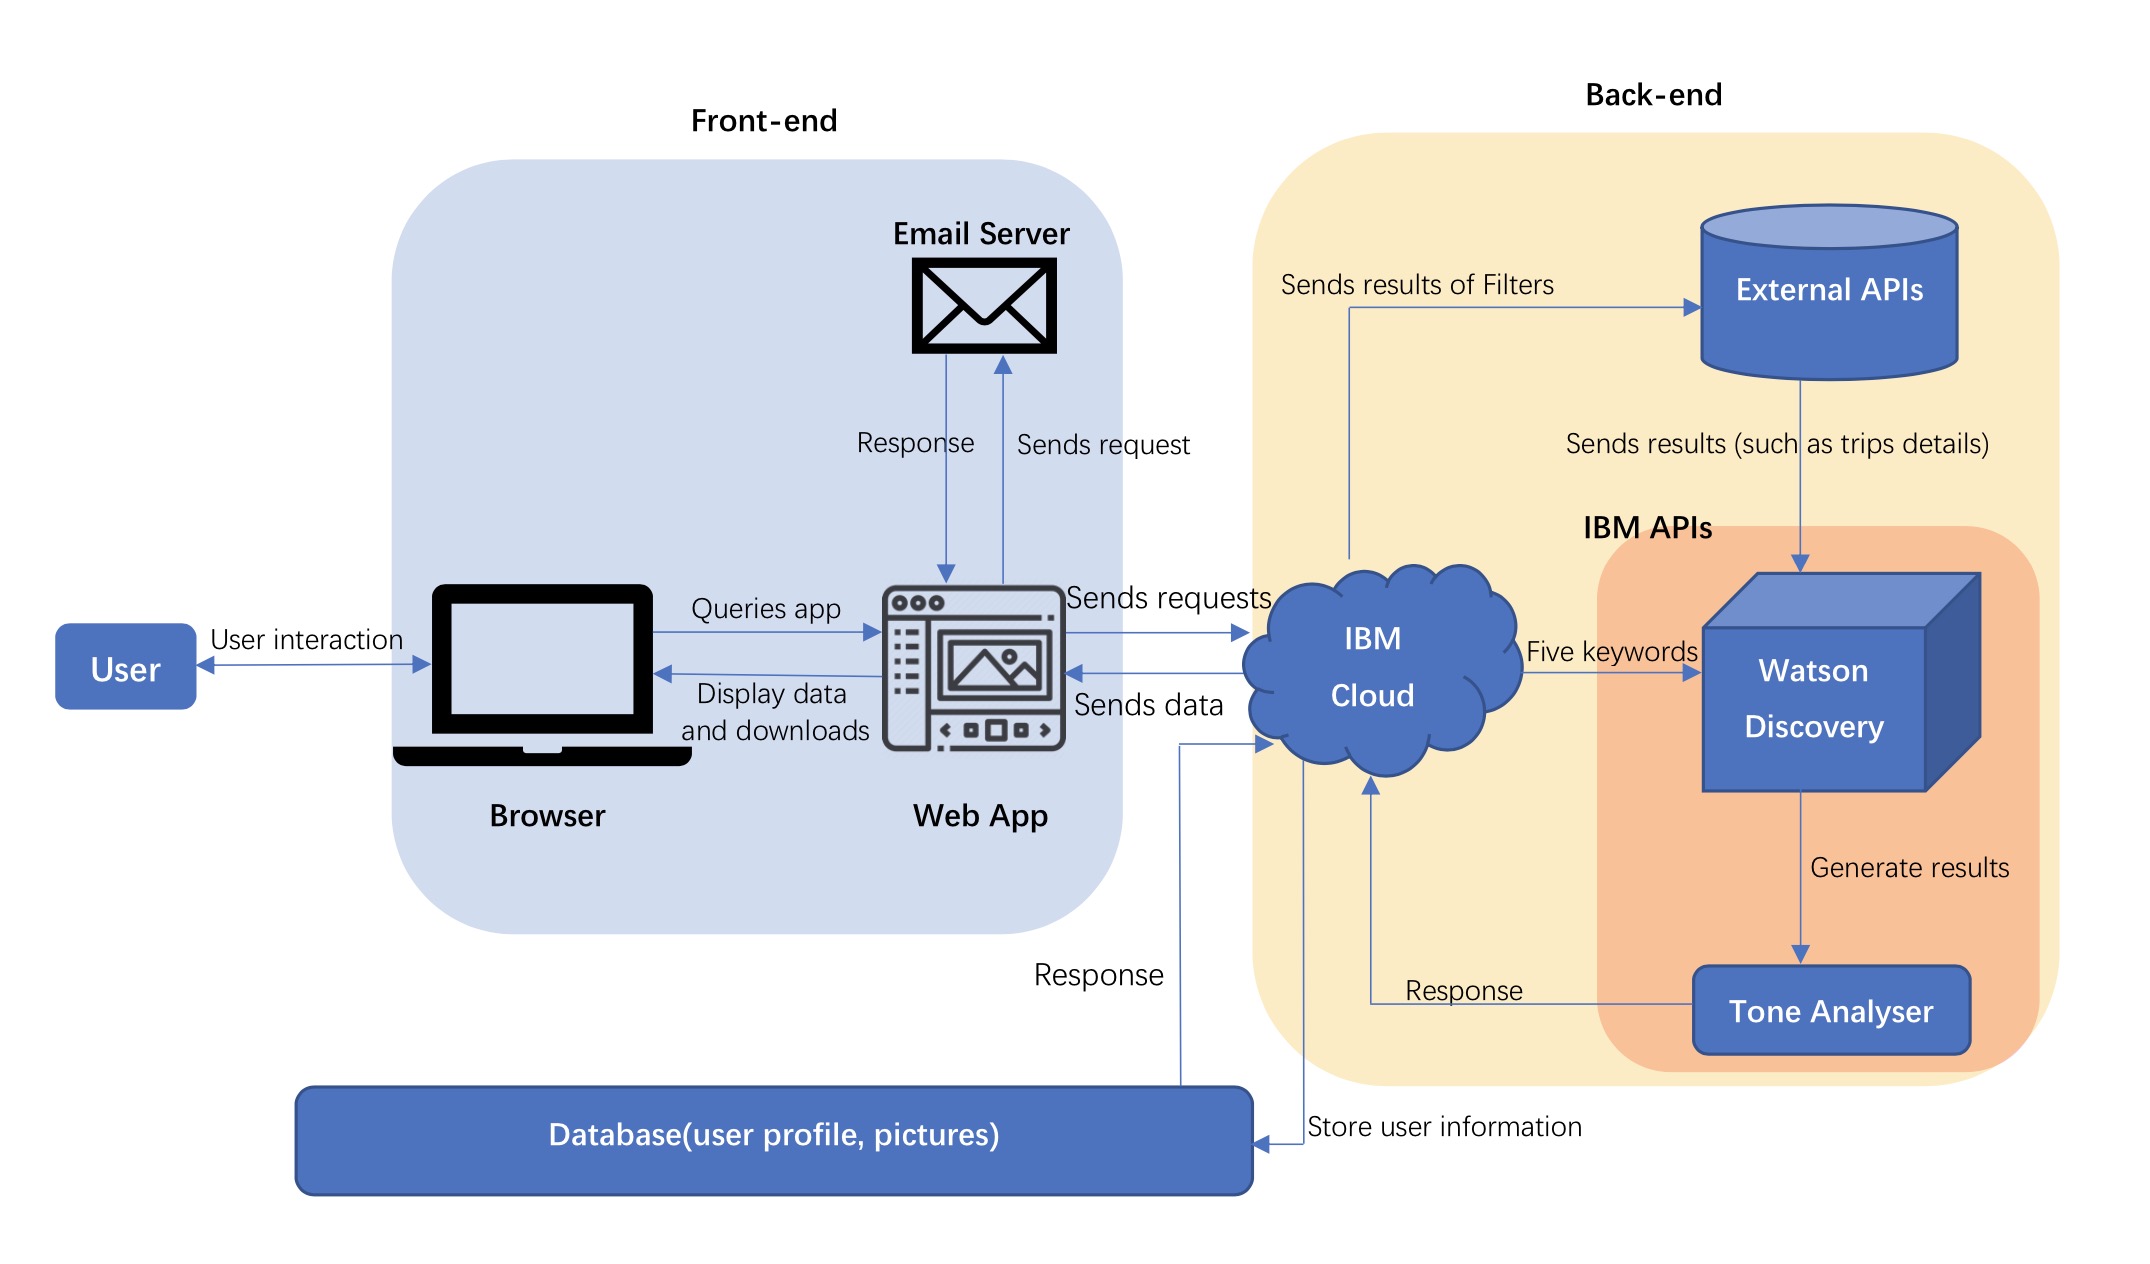 Front-end
Back-end
Email Server
Sends results of Filters
External APIs
Response
Sends request
Sends results (such as trips details)
IBM APIs
User
User interaction
Queries app
Display data
and downloads
Browser
Web App
Sends requests
Sends data
IBM
Cloud
Five keywords
Watson
Discovery
Generate results
Response
Response
Tone Analyser
Database(user profile, pictures)
Store user information